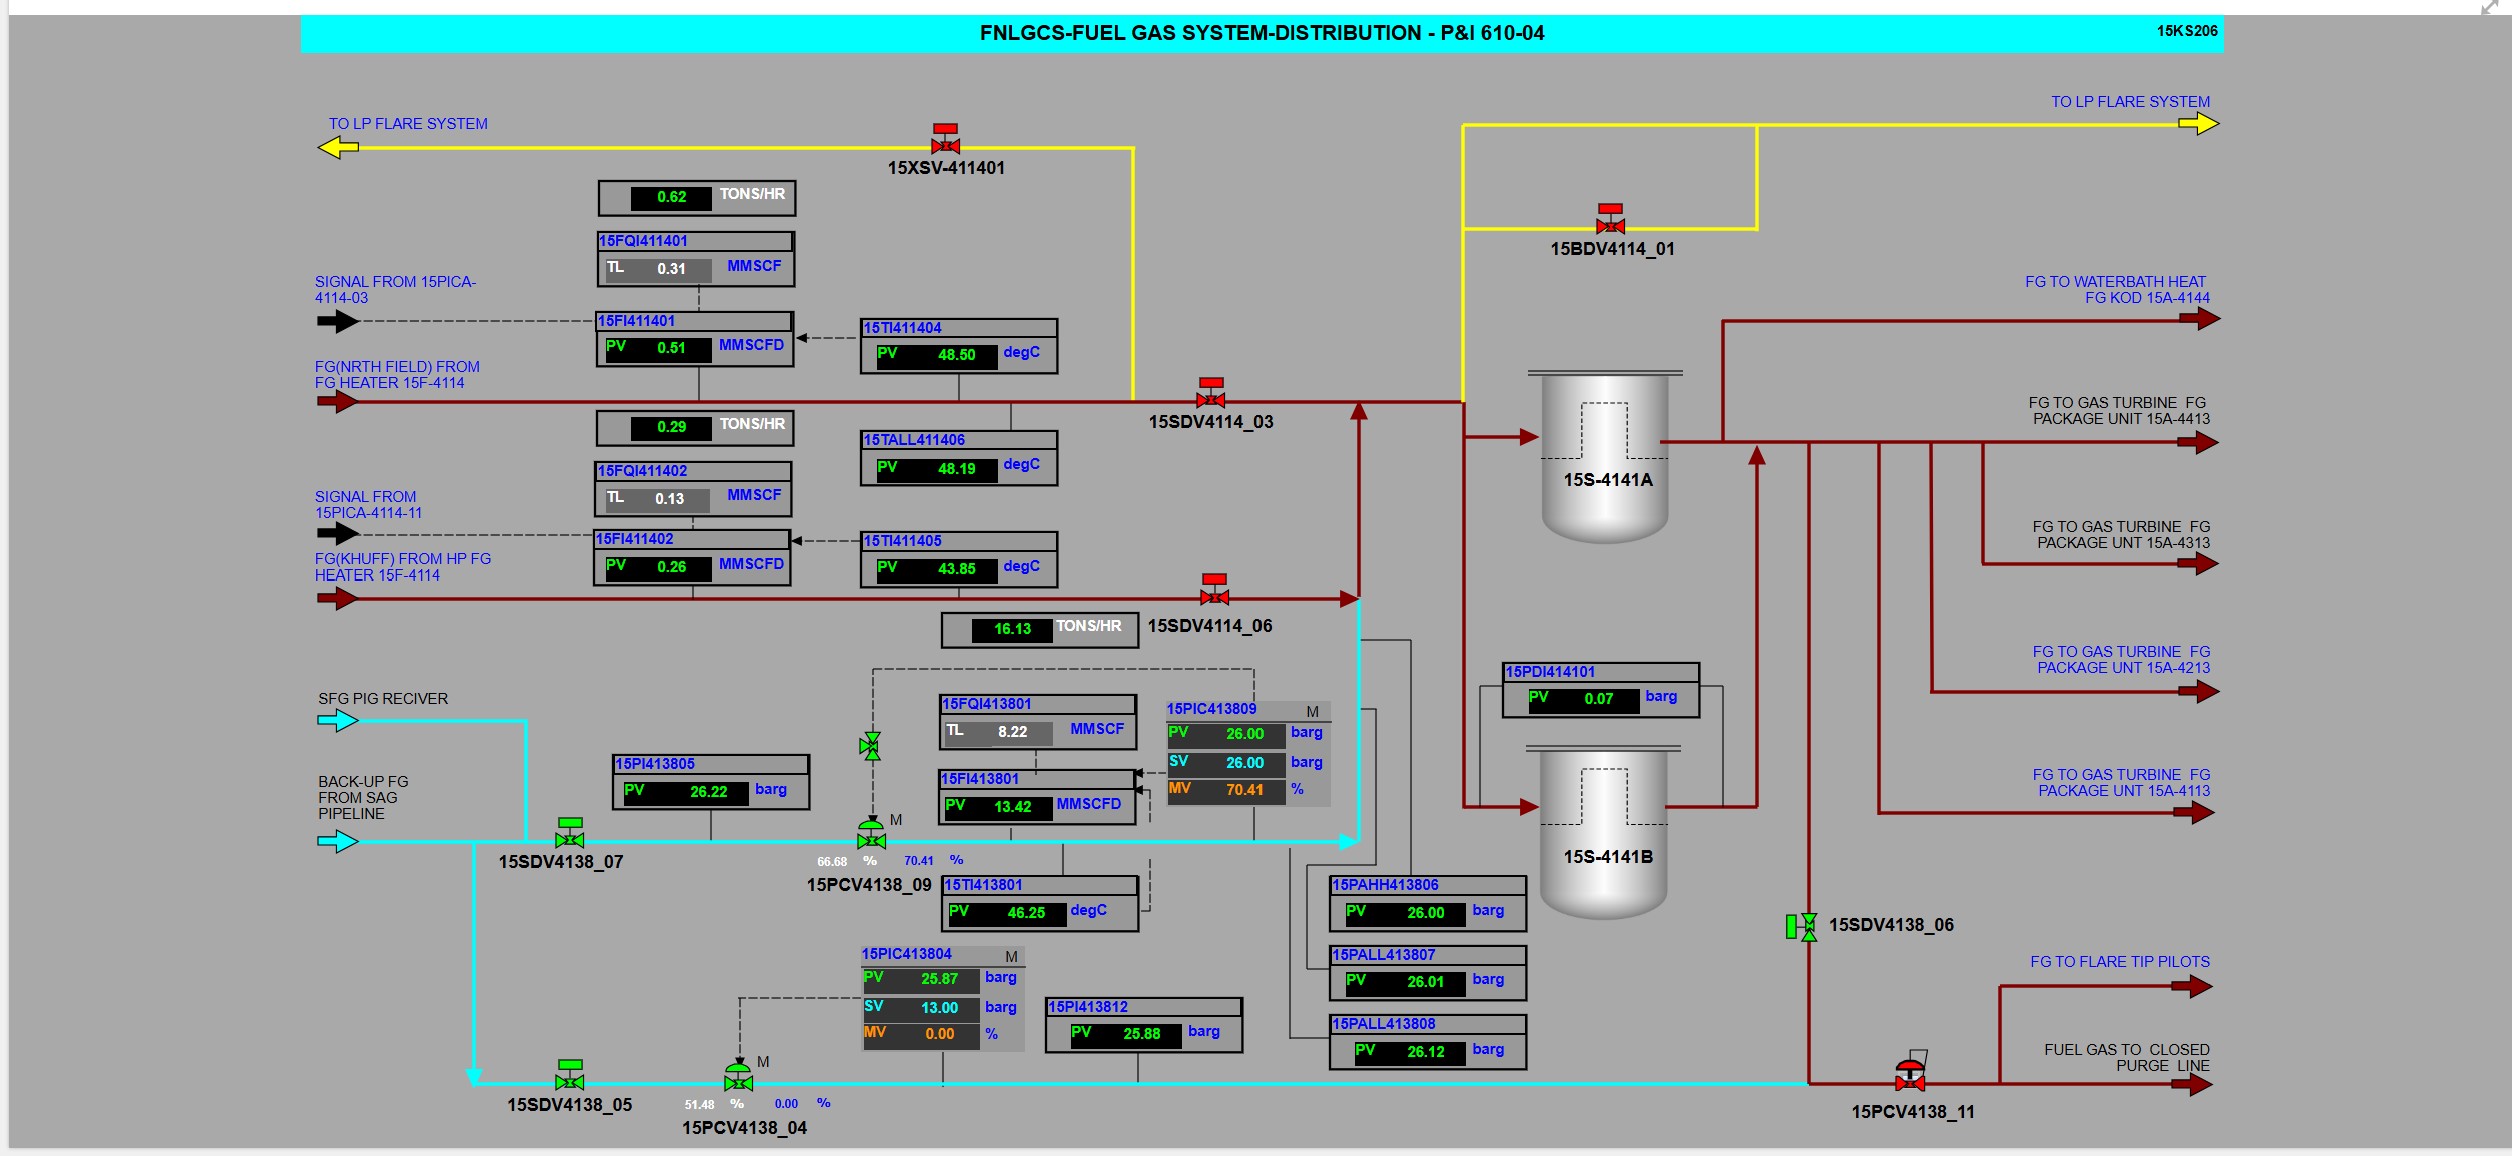 FNLGCS-FUEL GAS SYSTEM-DISTRIBUTION - P&I 610-04
15KS206
TO LP FLARE SYSTEM
15XSV-411401
TO LP FLARE SYSTEM
15BDV4114_01
0.62 TONS/HR
15FQI411401
TL 0.31 MMSCF
SIGNAL FROM 15PICA-
4114-03
15FI411401
PV 0.51 MMSCFD
15TI411404
PV 48.50 degC
FG(NRTH FIELD) FROM
FG HEATER 15F-4114
15SDV4114_03
0.29 TONS/HR
15TALL411406
PV 48.19 degC
15FQI411402
TL 0.13 MMSCF
SIGNAL FROM
15PICA-4114-11
15FI411402
PV 0.26 MMSCFD
15TI411405
PV 43.85 degC
FG(KHUFF) FROM HP FG
HEATER 15F-4114
15SDV4114_06
16.13 TONS/HR
SFG PIG RECIVER
BACK-UP FG
FROM SAG
PIPELINE
15PI413805
PV 26.22 barg
15SDV4138_07
15FQI413801
TL 8.22 MMSCF
15FI413801
PV 13.42 MMSCFD
15PIC413809 M
PV 26.00 barg
SV 26.00 barg
MV 70.41 %
M
66.68 % 70.41 %
15PCV4138_09
15TI413801
PV 46.25 degC
15PIC413804 M
PV 25.87 barg
SV 13.00 barg
MV 0.00 %
15PI413812
PV 25.88 barg
15SDV4138_05
M
51.48 % 0.00 %
15PCV4138_04
15PAHH413806
PV 26.00 barg
15PALL413807
PV 26.01 barg
15PALL413808
PV 26.12 barg
15S-4141A
15PDI414101
PV 0.07 barg
15S-4141B
FG TO WATERBATH HEAT
FG KOD 15A-4144
FG TO GAS TURBINE FG
PACKAGE UNIT 15A-4413
FG TO GAS TURBINE FG
PACKAGE UNT 15A-4313
FG TO GAS TURBINE FG
PACKAGE UNT 15A-4213
FG TO GAS TURBINE FG
PACKAGE UNT 15A-4113
15SDV4138_06
FG TO FLARE TIP PILOTS
FUEL GAS TO CLOSED
PURGE LINE
15PCV4138_11